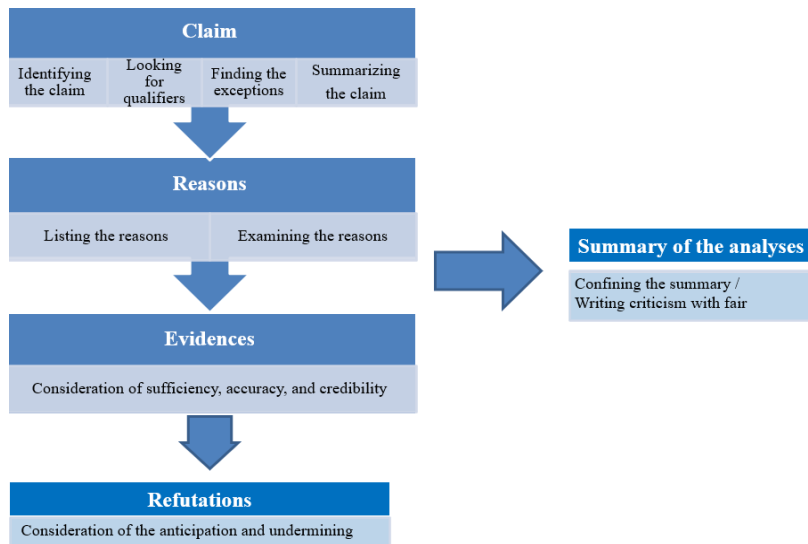 Claim
Identifying
the claim
Looking
for
qualifiers
Finding the
exceptions
Summarizing
the claim
Reasons
Listing the reasons
Examining the reasons
Summary of the analyses
Confining the summary /
Writing criticism with fair
Evidences
Consideration of sufficiency, accuracy, and credibility
Refutations
Consideration of the anticipation and undermining